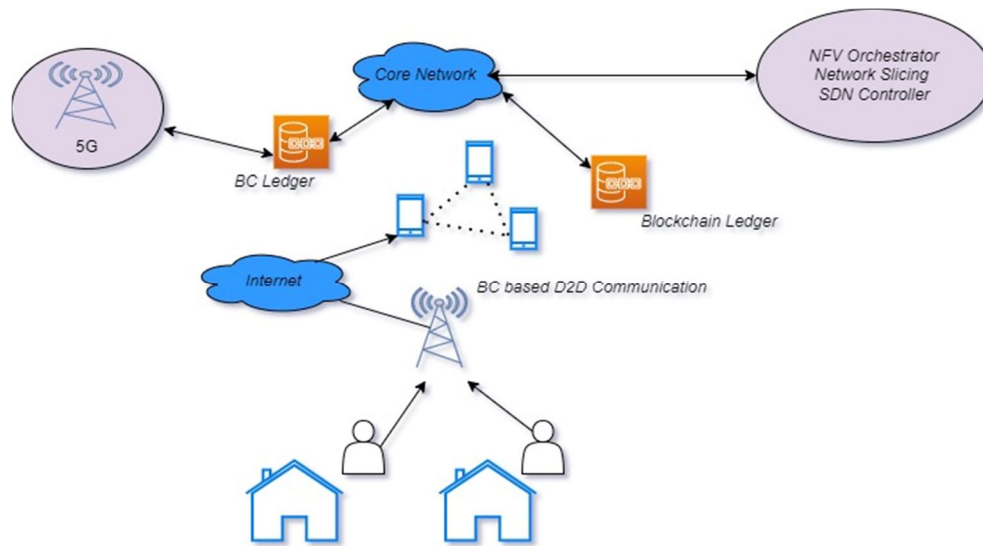 NFV Orchestrator
Network Slicing
SDN Controller
Core Network
5G
BC Ledger
Blockchain Ledger
Internet
BC based D2D Communication